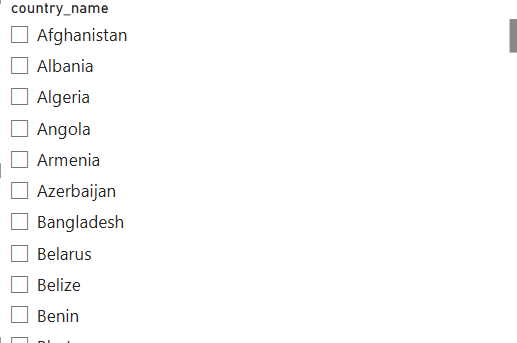 country_name
Afghanistan
Albania
Algeria
Angola
Armenia
Azerbaijan
Bangladesh
Belarus
Belize
Benin